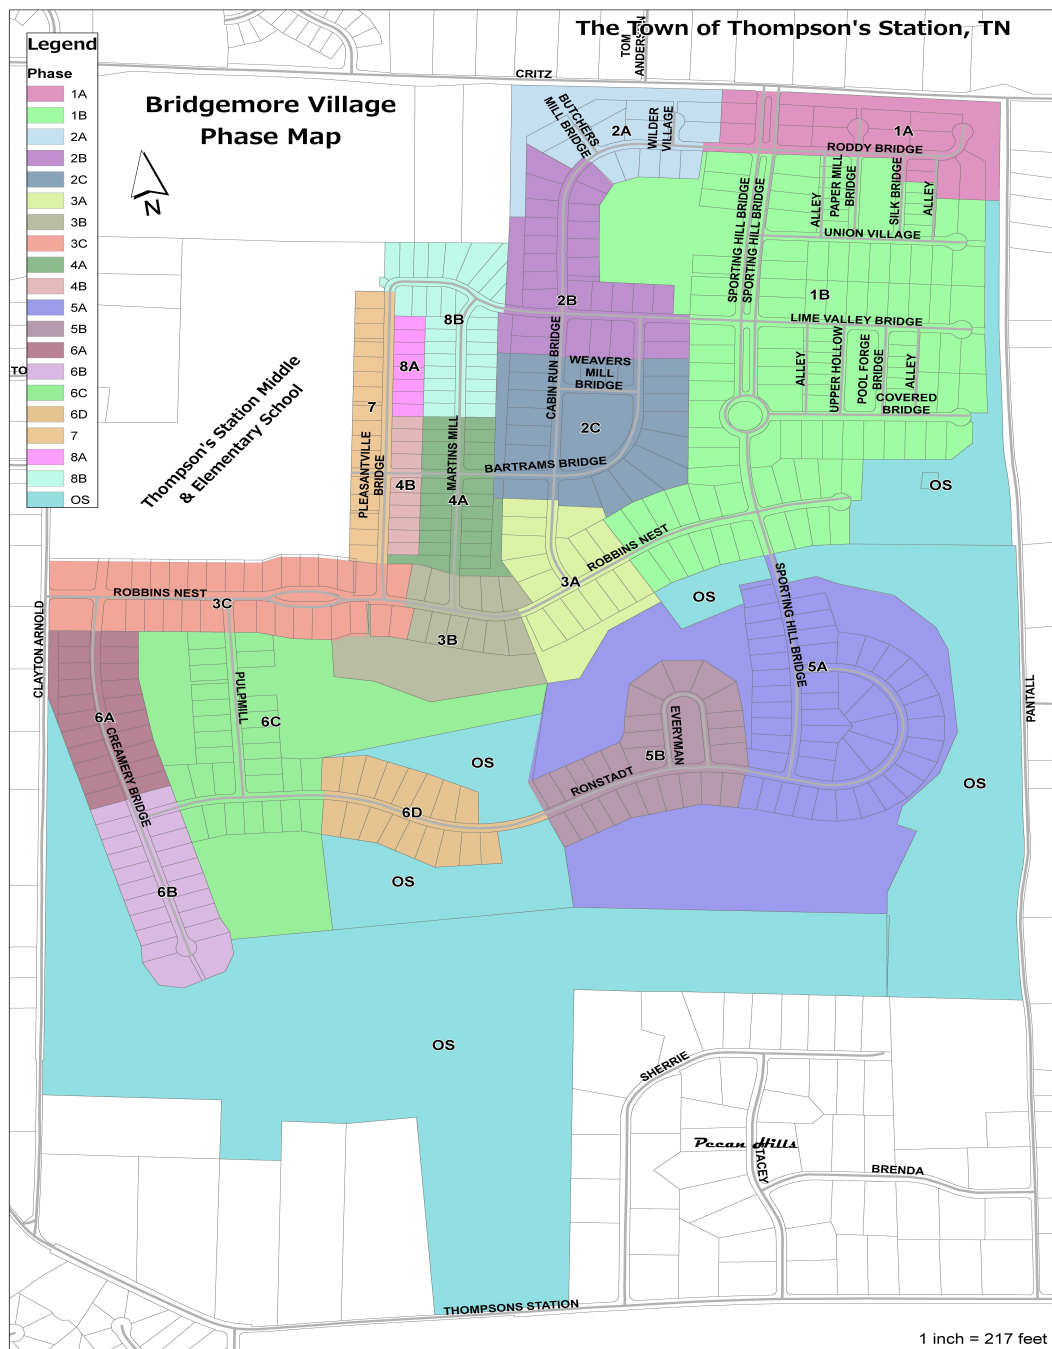 The Town of Thompson's Station, TN
Legend
Phase
1A
1B
2A
2B
2C
3A
3B
3C
4A
4B
5A
5B
6A
6B
6C
6D
7
8A
8B
OS
Bridgemore Village
Phase Map
N
CRITZ
TOM
ANDERSON
BUTCHERS
MILL BRIDGE
2A
WILDER
VILLAGE
1A
RODDY BRIDGE
SPORTING HILL BRIDGE
SPORTING HILL BRIDGE
ALLEY
PAPER MILL
BRIDGE
SILK BRIDGE
ALLEY
UNION VILLAGE
1B
2B
LIME VALLEY BRIDGE
8B
TO
Thompson's Station Middle
& Elementary School
8A
7
CABIN RUN BRIDGE
WEAVERS
MILL
BRIDGE
ALLEY
UPPER HOLLOW
POOL FORGE
BRIDGE
ALLEY
COVERED
BRIDGE
2C
PLEASANTVILLE
BRIDGE
MARTINS MILL
BARTRAMS BRIDGE
4B
4A
OS
ROBBINS NEST
3A
OS
ROBBINS NEST
3C
3B
CLAYTON ARNOLD
SPORTING HILL BRIDGE
5A
PANTALL
PULPMILL
6A
6C
CREAMERY BRIDGE
EVERYMAN
5B
OS
RONSTADT
OS
6D
OS
6B
OS
SHERRIE
Pecan Hills
STACEY
BRENDA
THOMPSONS STATION
1 inch = 217 feet